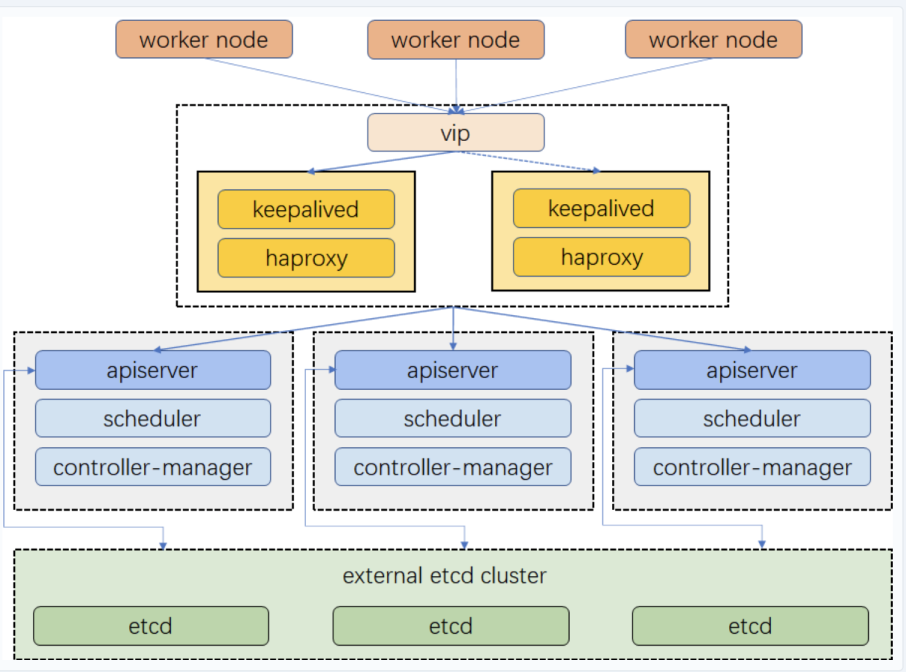 worker node
worker node
worker node
vip
keepalived
keepalived
haproxy
haproxy
apiserver
apiserver
apiserver
scheduler
scheduler
scheduler
controller-manager
controller-manager
controller-manager
external etcd cluster
etcd
etcd
etcd